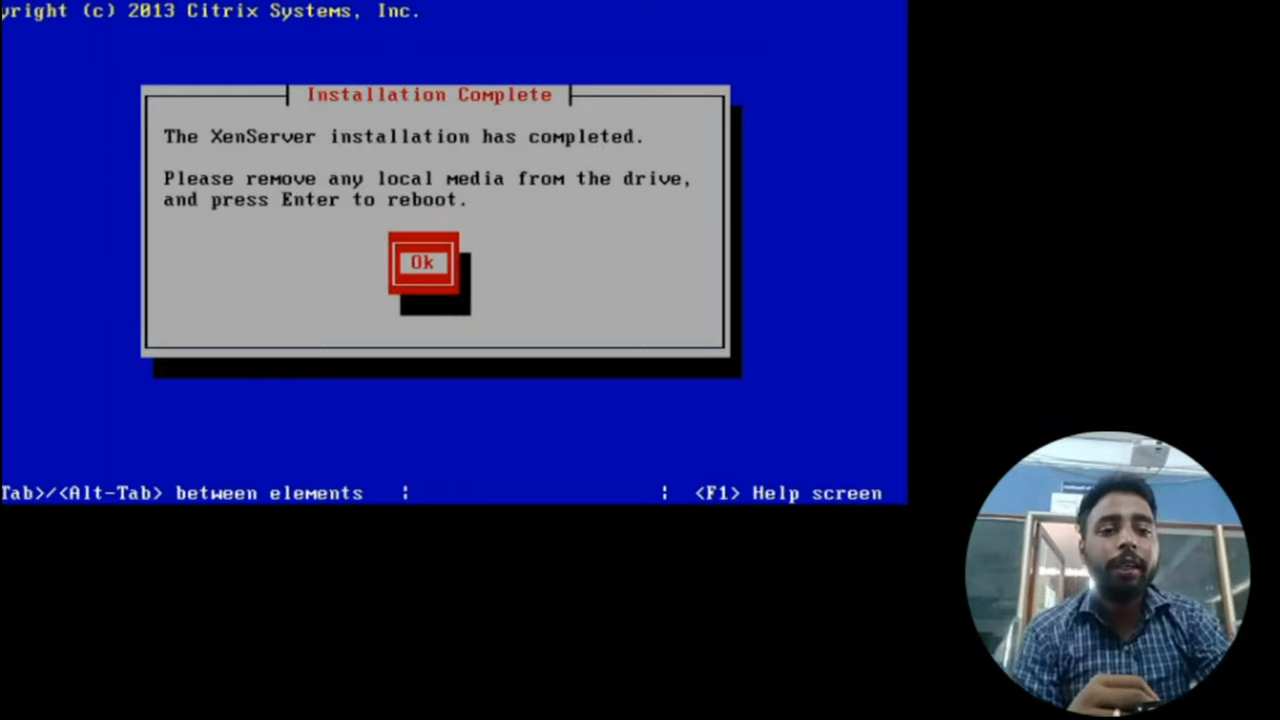 yright (c) 2013 Citrix Systems, Inc.
Installation Complete
The XenServer installation has completed.
Please remove any local media from the drive,
and press Enter to reboot.
Ok
Tab>/<Alt-Tab> between elements | | <F1> Help screen